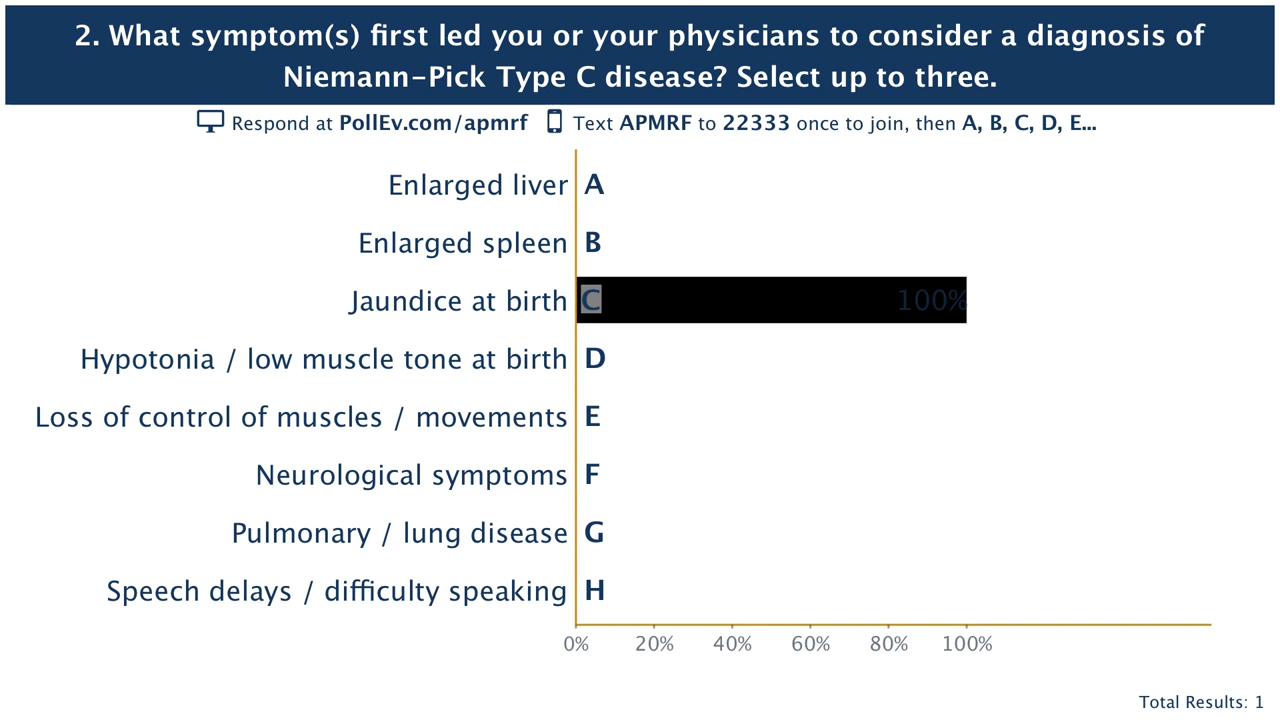 2. What symptom(s) first led you or your physicians to consider a diagnosis of
Niemann-Pick Type C disease? Select up to three.
Respond at PollEv.com/apmrf Text APMRF to 22333 once to join, then A, B, C, D, E...
Enlarged liver A
Enlarged spleen B
Jaundice at birth C 100%
Hypotonia / low muscle tone at birth D
Loss of control of muscles / movements E
Neurological symptoms F
Pulmonary / lung disease G
Speech delays / difficulty speaking H
0% 20% 40% 60% 80% 100%
Total Results: 1